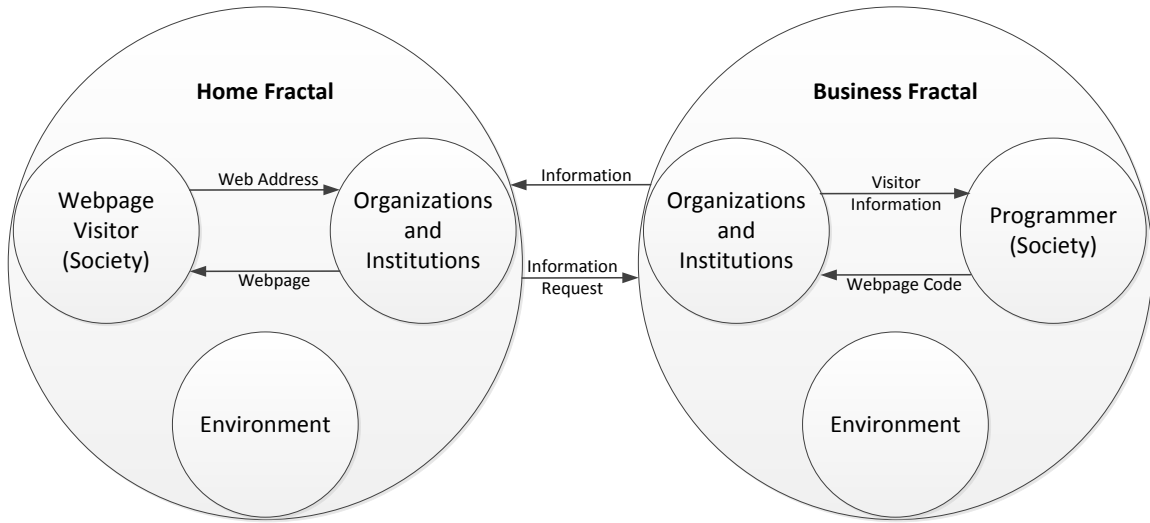 Home Fractal
Webpage
Visitor
(Society)
Web Address
Webpage
Organizations
and
Institutions
Environment
Information
Information
Request
Business Fractal
Organizations
and
Institutions
Visitor
Information
Webpage Code
Programmer
(Society)
Environment